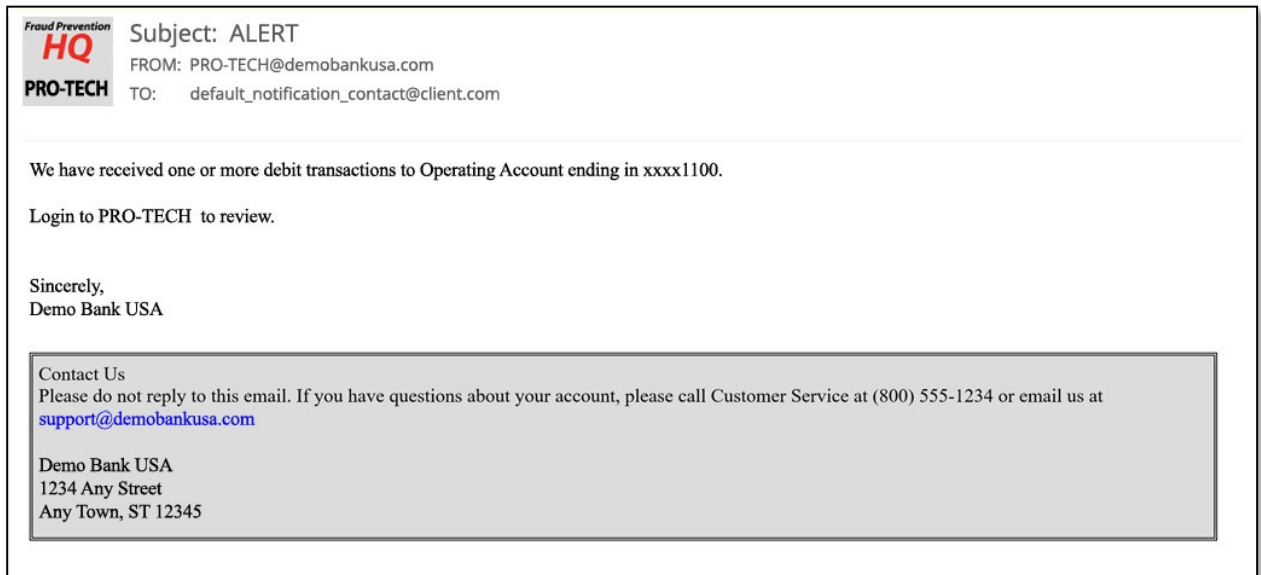 Fraud Prevention
HQ
PRO-TECH
Subject: ALERT
FROM: PRO-TECH@demobankusa.com
TO: default_notification_contact@client.com
We have received one or more debit transactions to Operating Account ending in xxxx1100.
Login to PRO-TECH to review.
Sincerely,
Demo Bank USA
Contact Us
Please do not reply to this email. If you have questions about your account, please call Customer Service at (800) 555-1234 or email us at
support@demobankusa.com
Demo Bank USA
1234 Any Street
Any Town, ST 12345